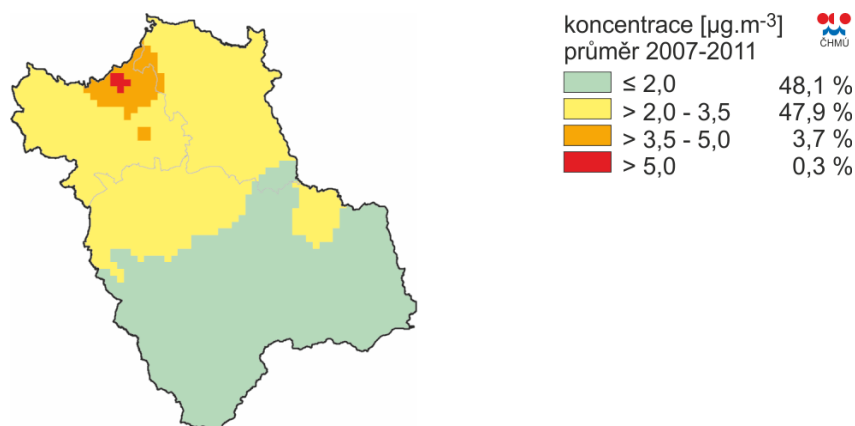 koncentrace [µg.m-3]
průměr 2007-2011
ČHMÚ
≤ 2,0 48,1 %
> 2,0 - 3,5 47,9 %
> 3,5 - 5,0 3,7 %
> 5,0 0,3 %